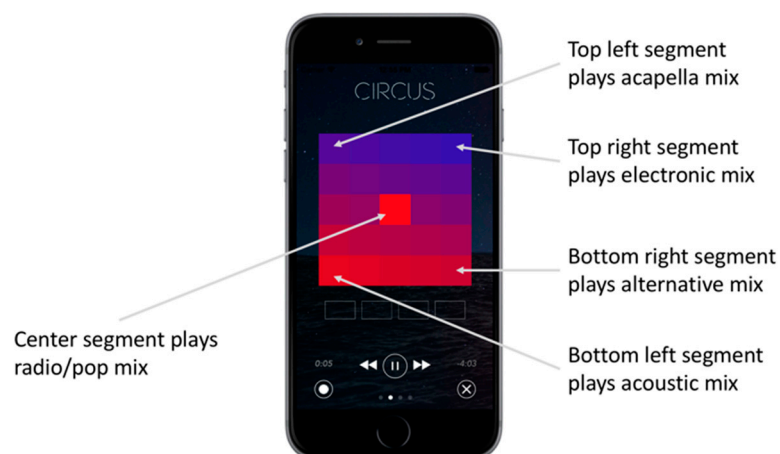 Top left segment
plays acapella mix
CIRCUS
Top right segment
plays electronic mix
Bottom right segment
plays alternative mix
Center segment plays
radio/pop mix
0:05
-4:03
Bottom left segment
plays acoustic mix